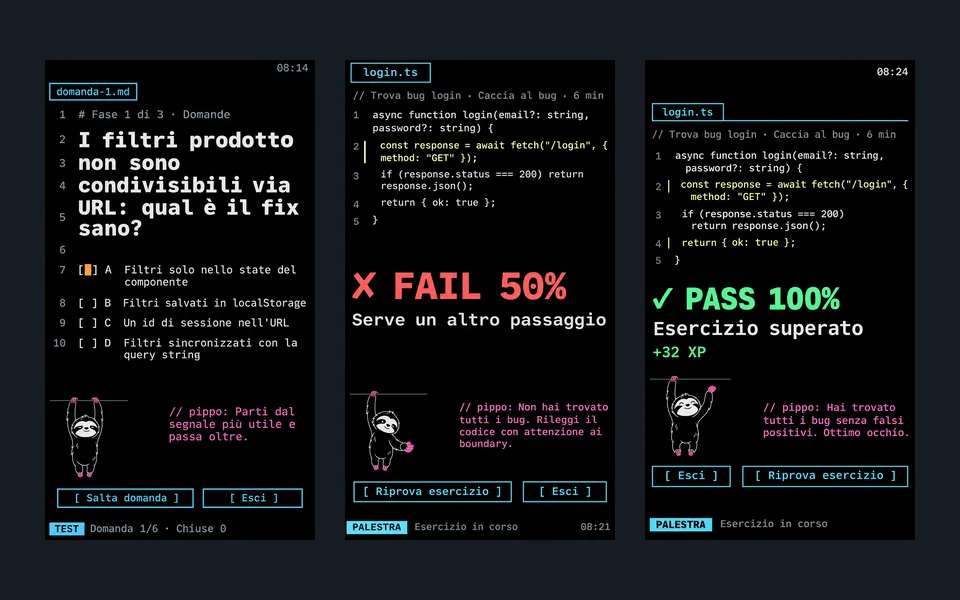 08:14
domanda-1.md
1 # Fase 1 di 3 · Domande
2 I filtri prodotto
3 non sono
4 condivisibili via
5 URL: qual è il fix
sano?
6
7 [ ] A Filtri solo nello state del
componente
8 [ ] B Filtri salvati in localStorage
9 [ ] C Un id di sessione nell'URL
10 [ ] D Filtri sincronizzati con la
query string
// pippo: Parti dal
segnale più utile e
passa oltre.
[ Salta domanda ] [ Esci ]
TEST Domanda 1/6 · Chiuse 0
login.ts
// Trova bug login · Caccia al bug · 6 min
1 async function login(email?: string,
password?: string) {
2 const response = await fetch("/login", {
method: "GET" });
3 if (response.status === 200) return
response.json();
4 return { ok: true };
5 }
✗ FAIL 50%
Serve un altro passaggio
// pippo: Non hai trovato
tutti i bug. Rileggi il
codice con attenzione ai
boundary.
[ Riprova esercizio ] [ Esci ]
PALESTRA Esercizio in corso 08:21
08:24
login.ts
// Trova bug login · Caccia al bug · 6 min
1 async function login(email?: string,
password?: string) {
2 const response = await fetch("/login", {
method: "GET" });
3 if (response.status === 200)
return response.json();
4 return { ok: true };
5 }
✓ PASS 100%
Esercizio superato
+32 XP
// pippo: Hai trovato
tutti i bug senza falsi
positivi. Ottimo occhio.
[ Esci ] [ Riprova esercizio ]
PALESTRA Esercizio in corso